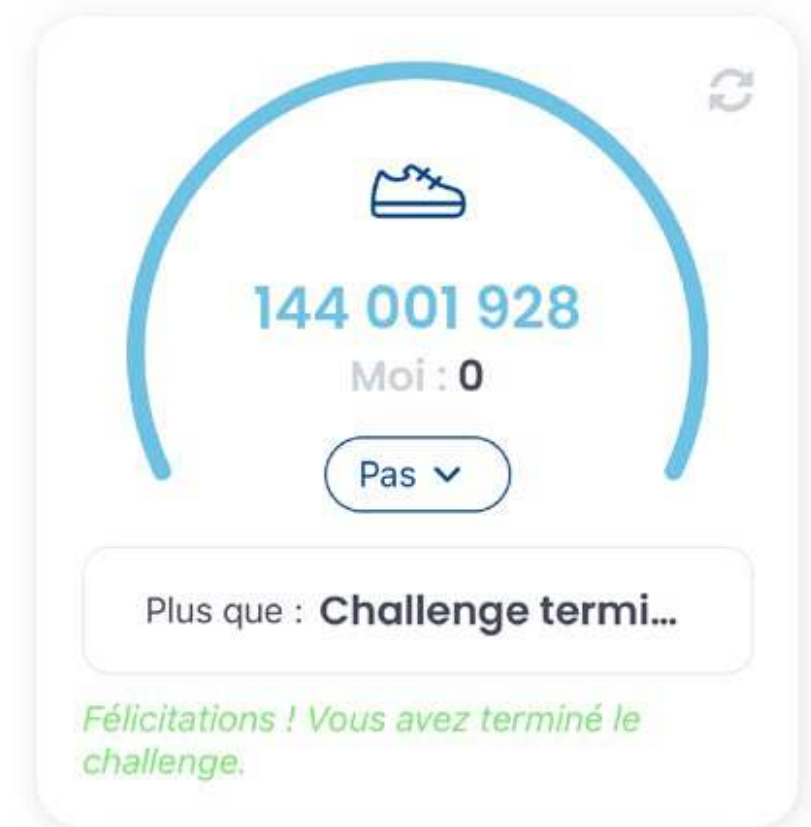 144 001 928
Moi : 0
Pas
Plus que : Challenge termi...
Félicitations ! Vous avez terminé le
challenge.